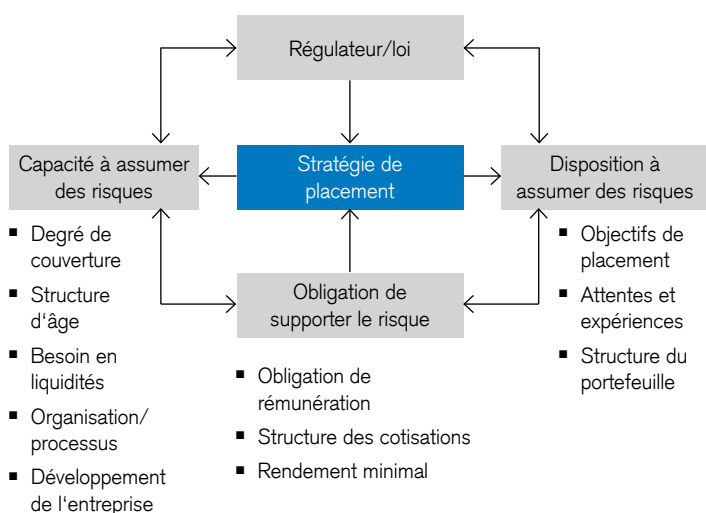 Régulateur/loi
Capacité à assumer
des risques
Stratégie de
placement
Disposition à
assumer des risques
▪ Degré de
couverture
▪ Structure
d‘âge
▪ Besoin en
liquidités
▪ Organisation/
processus
▪ Développement
de l‘entreprise
Obligation de
supporter le risque
▪ Obligation de
rémunération
▪ Structure des cotisations
▪ Rendement minimal
▪ Objectifs de
placement
▪ Attentes et
expériences
▪ Structure du
portefeuille